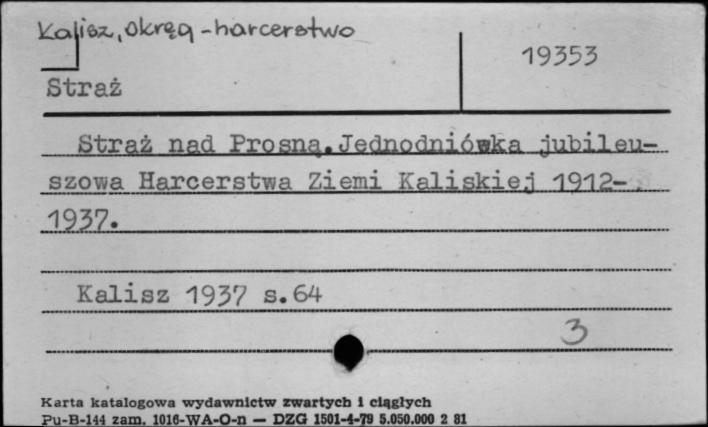 Kalisz, okręg - harcerstwo
19353
Straż
Straż nad Prosną. Jednodniówka jubileu-
szowa Harcerstwa Ziemi Kaliskiej 1912-
1937.
Kalisz 1937 s.64
3
Karta katalogowa wydawnictw zwartych i ciągłych
Pu-B-144 zam. 1016-WA-O-n — DZG 1501-4-79 5.050.000 2 81